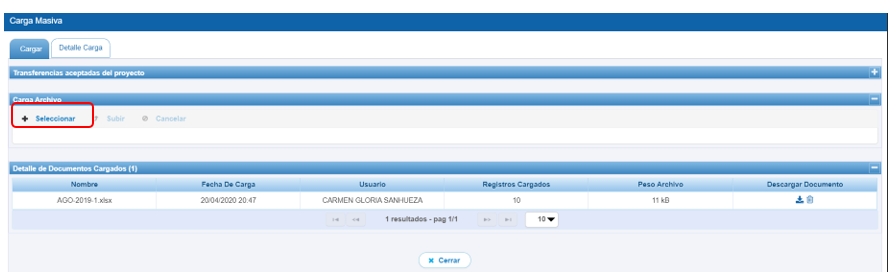 Carga Masiva
Cargar Detalle Carga
Transferencias aceptadas del proyecto
Carga Archivo
Seleccionar Subir Cancelar
Detalle de Documentos Cargados (1)
Nombre Fecha De Carga Usuario Registros Cargados Peso Archivo Descargar Documento
AGO-2019-1.xlsx 20/04/2020 20:47 CARMEN GLORIA SANHUEZA 10 11 kB
1 resultados - pag 1/1 10
Cerrar